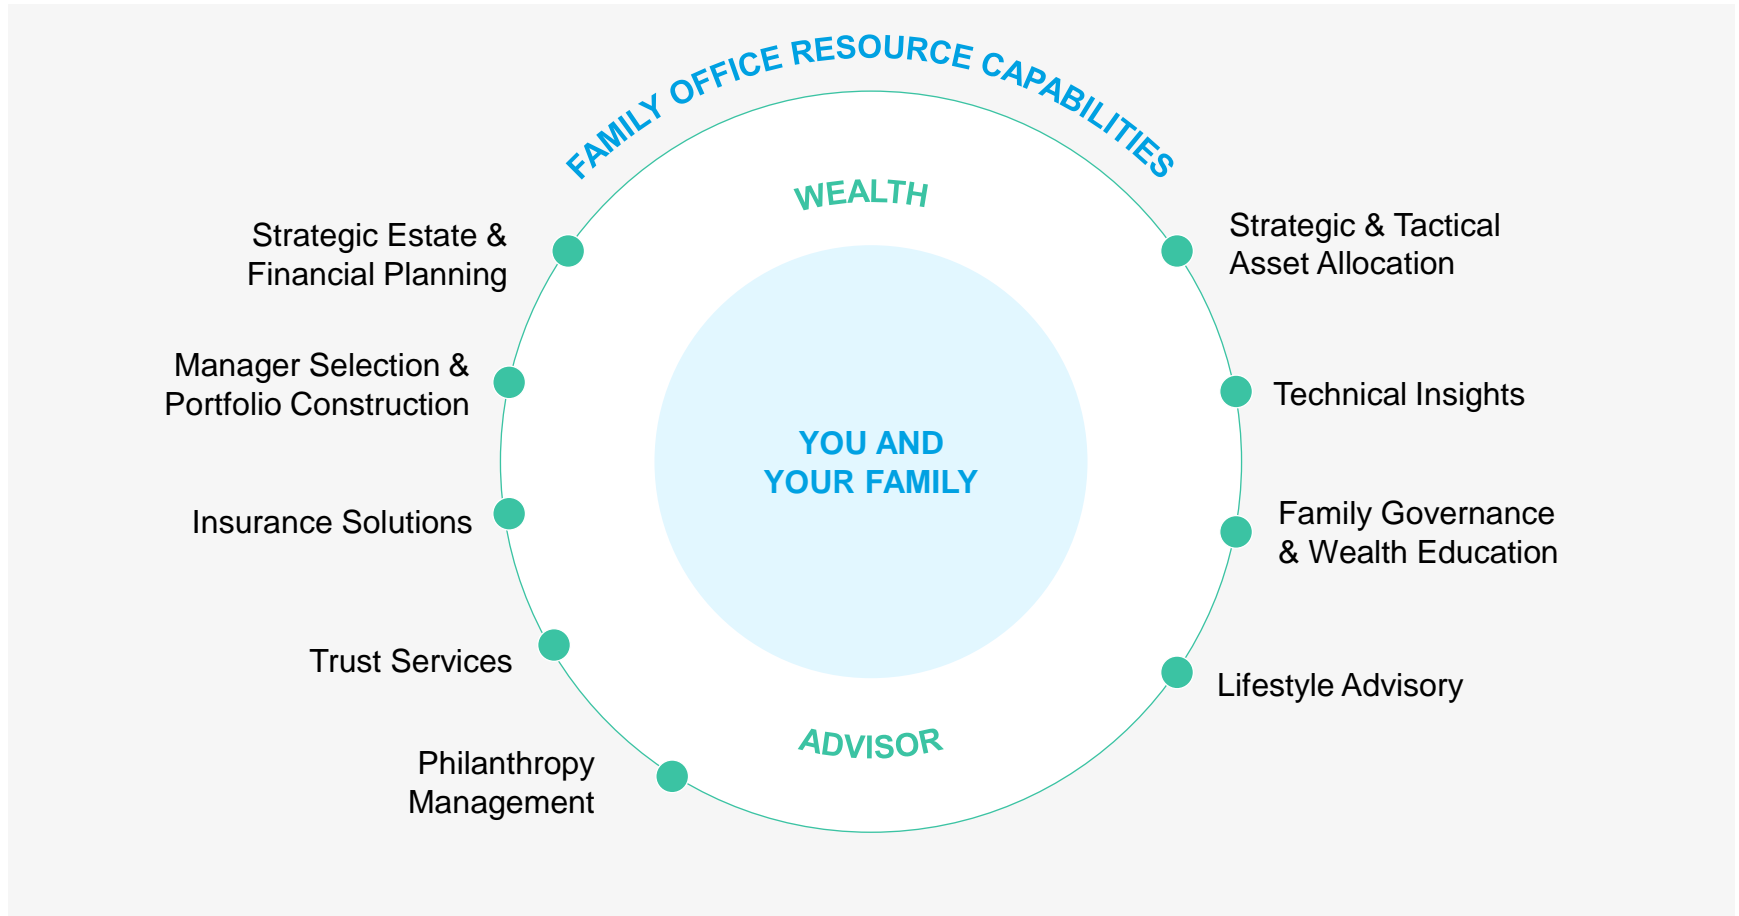 FAMILY OFFICE RESOURCE CAPABILITIES
WEALTH
Strategic Estate &
Financial Planning
Manager Selection &
Portfolio Construction
Insurance Solutions
Trust Services
Philanthropy
Management
YOU AND
YOUR FAMILY
ADVISOR
Strategic & Tactical
Asset Allocation
Technical Insights
Family Governance
& Wealth Education
Lifestyle Advisory